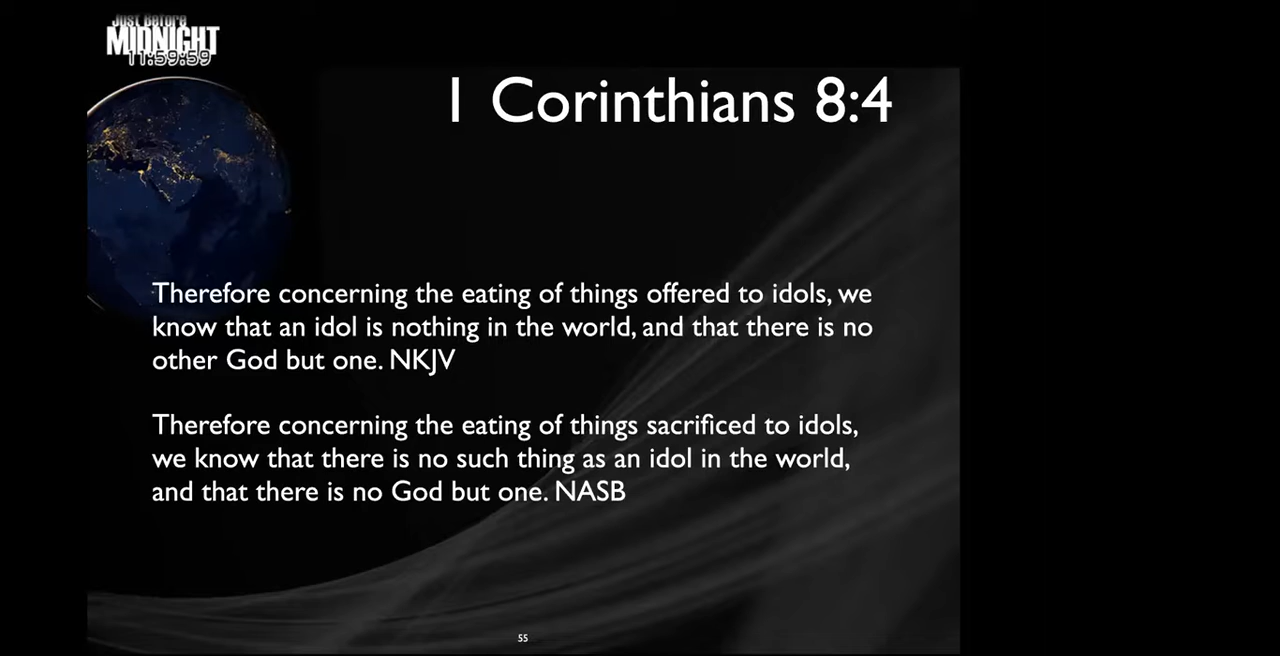 Just Before
MIDNIGHT
11:59:59
1 Corinthians 8:4
Therefore concerning the eating of things offered to idols, we
know that an idol is nothing in the world, and that there is no
other God but one. NKJV
Therefore concerning the eating of things sacrificed to idols,
we know that there is no such thing as an idol in the world,
and that there is no God but one. NASB
55